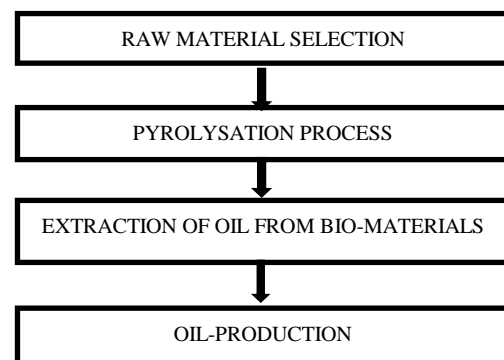 RAW MATERIAL SELECTION
PYROLYSATION PROCESS
EXTRACTION OF OIL FROM BIO-MATERIALS
OIL-PRODUCTION